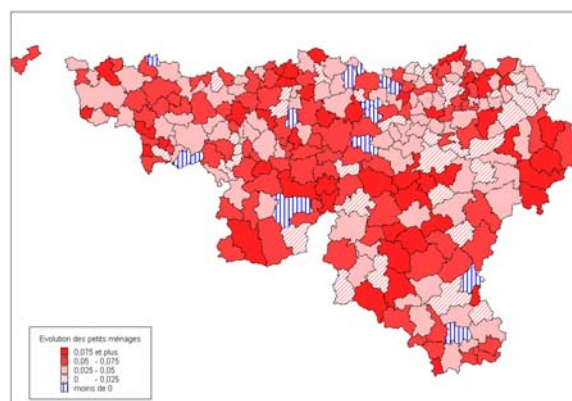 Evolution des petits ménages
0,075 et plus
0,05 - 0,075
0,025 - 0,05
0 - 0,025
moins de 0